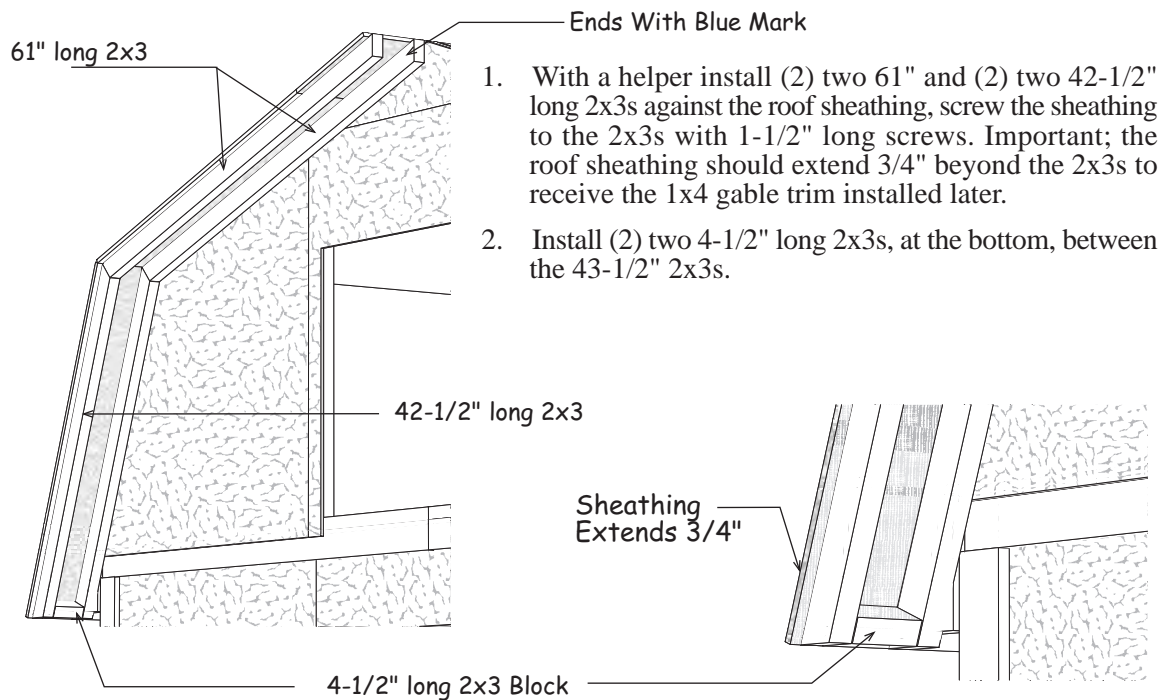 Ends With Blue Mark
61" long 2x3
1. With a helper install (2) two 61" and (2) two 42-1/2"
long 2x3s against the roof sheathing, screw the sheathing
to the 2x3s with 1-1/2" long screws. Important; the
roof sheathing should extend 3/4" beyond the 2x3s to
receive the 1x4 gable trim installed later.
2. Install (2) two 4-1/2" long 2x3s, at the bottom, between
the 43-1/2" 2x3s.
42-1/2" long 2x3
Sheathing
Extends 3/4"
4-1/2" long 2x3 Block